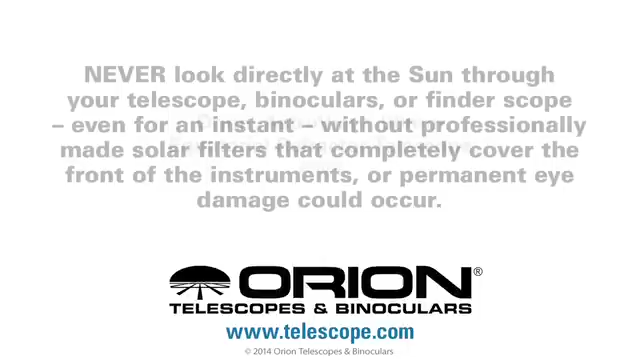 NEVER look directly at the Sun through
your telescope, binoculars, or finder scope
– even for an instant – without professionally
made solar filters that completely cover the
front of the instruments, or permanent eye
damage could occur.
ORION®
TELESCOPES & BINOCULARS
www.telescope.com
© 2014 Orion Telescopes & Binoculars